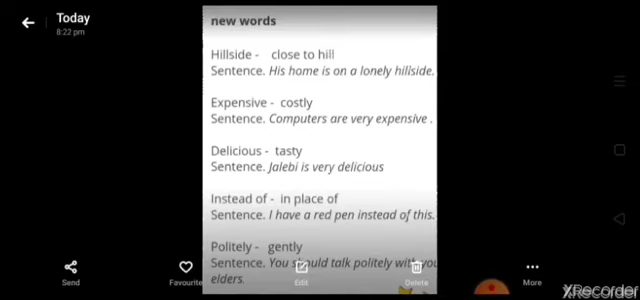 Today
8:22 pm
new words
Hillside - close to hill
Sentence. His home is on a lonely hillside.
Expensive - costly
Sentence. Computers are very expensive .
Delicious - tasty
Sentence. Jalebi is very delicious
Instead of - in place of
Sentence. I have a red pen instead of this.
Politely - gently
Sentence. You should talk politely with you
elders.
Send
Favourite
Edit
Delete
More
XRecorder